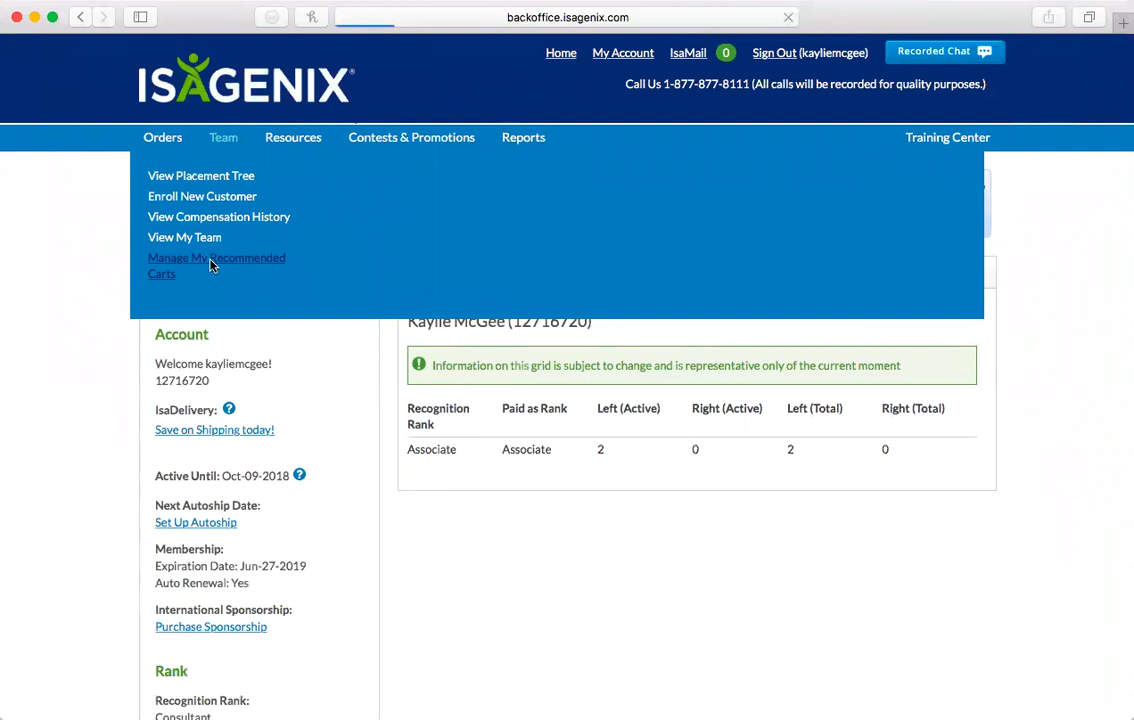 backoffice.isagenix.com
ISAGENIX®
Home My Account IsaMail 0 Sign Out (kayliemcgee) Recorded Chat
Call Us 1-877-877-8111 (All calls will be recorded for quality purposes.)
Orders Team Resources Contests & Promotions Reports Training Center
View Placement Tree
Enroll New Customer
View Compensation History
View My Team
Manage My Recommended
Carts
Kaylie McGee (12716720)
Account
Welcome kayliemcgee!
12716720
IsaDelivery: ?
Save on Shipping today!
Active Until: Oct-09-2018 ?
Next Autoship Date:
Set Up Autoship
Membership:
Expiration Date: Jun-27-2019
Auto Renewal: Yes
International Sponsorship:
Purchase Sponsorship
Rank
Recognition Rank:
Consultant
! Information on this grid is subject to change and is representative only of the current moment
Recognition Paid as Rank Left (Active) Right (Active) Left (Total) Right (Total)
Rank
Associate Associate 2 0 2 0